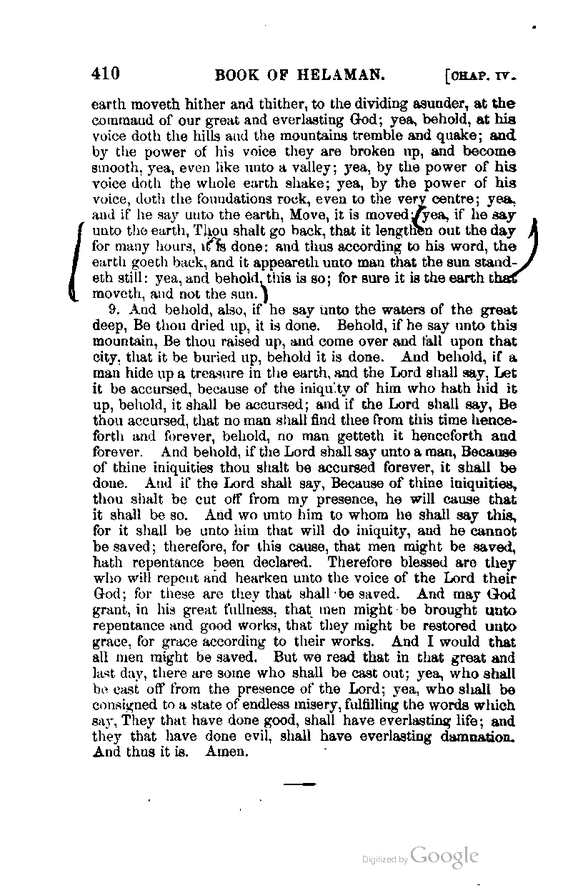 410 BOOK OF HELAMAN. [CHAP. IV.
earth moveth hither and thither, to the dividing asunder, at the
command of our great and everlasting God; yea, behold, at his
voice doth the hills and the mountains tremble and quake; and
by the power of his voice they are broken up, and become
smooth, yea, even like unto a valley; yea, by the power of his
voice doth the whole earth shake; yea, by the power of his
voice, doth the foundations rock, even to the very centre; yea,
and if he say unto the earth, Move, it is moved; yea, if he say
unto the earth, Thou shalt go back, that it lengthen out the day
for many hours, it is done: and thus according to his word, the
earth goeth back, and it appeareth unto man that the sun stand-
eth still: yea, and behold, this is so; for sure it is the earth that
moveth, and not the sun.
9. And behold, also, if he say unto the waters of the great
deep, Be thou dried up, it is done. Behold, if he say unto this
mountain, Be thou raised up, and come over and fall upon that
city, that it be buried up, behold it is done. And behold, if a
man hide up a treasure in the earth, and the Lord shall say, Let
it be accursed, because of the iniquity of him who hath hid it
up, behold, it shall be accursed; and if the Lord shall say, Be
thou accursed, that no man shall find thee from this time hence-
forth and forever, behold, no man getteth it henceforth and
forever. And behold, if the Lord shall say unto a man, Because
of thine iniquities thou shalt be accursed forever, it shall be
done. And if the Lord shall say, Because of thine iniquities,
thou shalt be cut off from my presence, he will cause that
it shall be so. And wo unto him to whom he shall say this,
for it shall be unto him that will do iniquity, and he cannot
be saved; therefore, for this cause, that men might be saved,
hath repentance been declared. Therefore blessed are they
who will repent and hearken unto the voice of the Lord their
God; for these are they that shall be saved. And may God
grant, in his great fullness, that men might be brought unto
repentance and good works, that they might be restored unto
grace, for grace according to their works. And I would that
all men might be saved. But we read that in that great and
last day, there are some who shall be cast out; yea, who shall
be cast off from the presence of the Lord; yea, who shall be
consigned to a state of endless misery, fulfilling the words which
say, They that have done good, shall have everlasting life; and
they that have done evil, shall have everlasting damnation.
And thus it is. Amen.
Digitized by Google